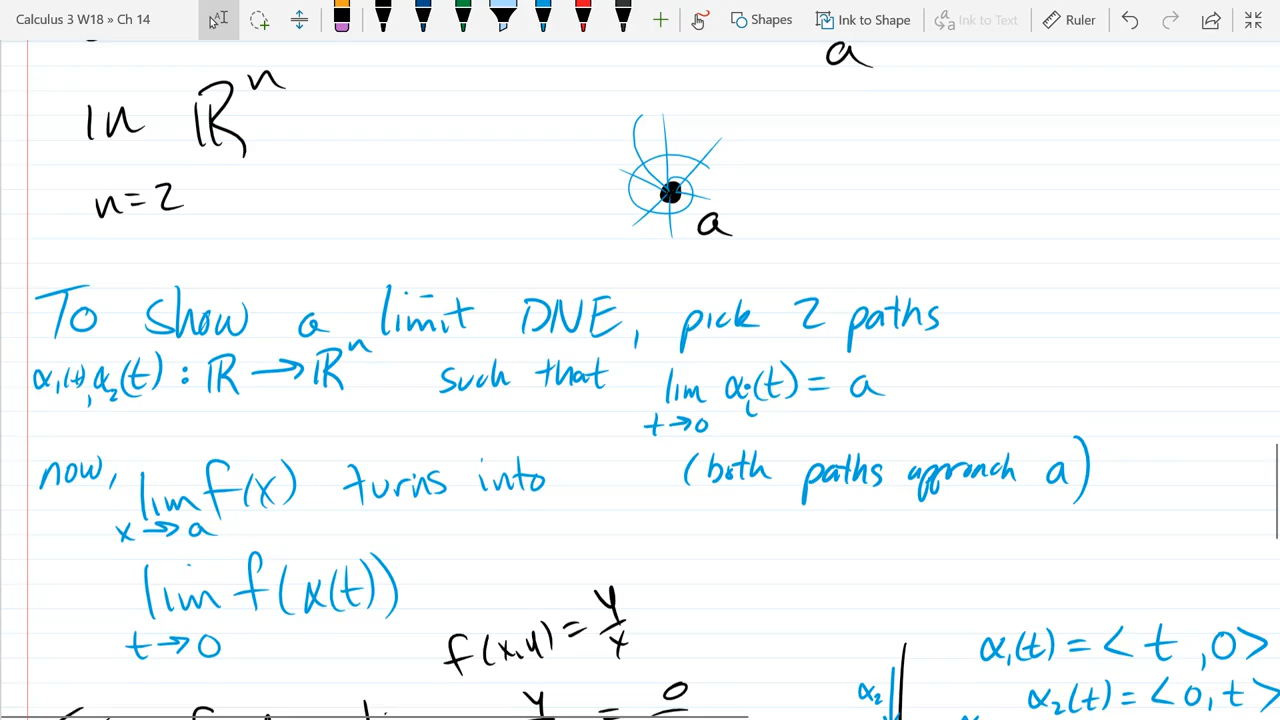 Calculus 3 W18 » Ch 14
Shapes
Ink to Shape
Ink to Text
Ruler
a
in ℝⁿ
n=2
a
To show a limit DNE, pick 2 paths
α₁(t), α₂(t) : ℝ → ℝⁿ such that lim t→0 αᵢ(t) = a
(both paths approach a)
now, lim x→a f(x) turns into
lim t→0 f(α(t))
f(x,y) = y/x
α₁(t) = < t , 0 >
α₂ α₂(t) = < 0, t >
y = 0